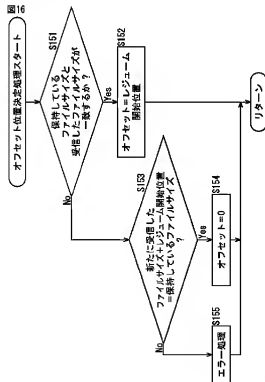 図16
オフセット位置決定処理スタート
S151
保持している
ファイルサイズと
受信したファイルサイズが
一致するか?
Yes
S152
オフセット=レジューム
開始位置
No
S153
新たに受信した
ファイルサイズ+レジューム開始位置
=保持しているファイルサイズ
?
Yes
S154
オフセット=0
No
S155
エラー処理
リターン